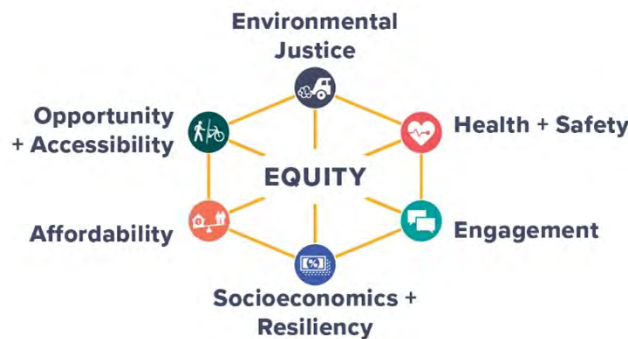 Environmental
Justice
Opportunity
+ Accessibility
Health + Safety
EQUITY
Affordability
Engagement
%
Socioeconomics +
Resiliency